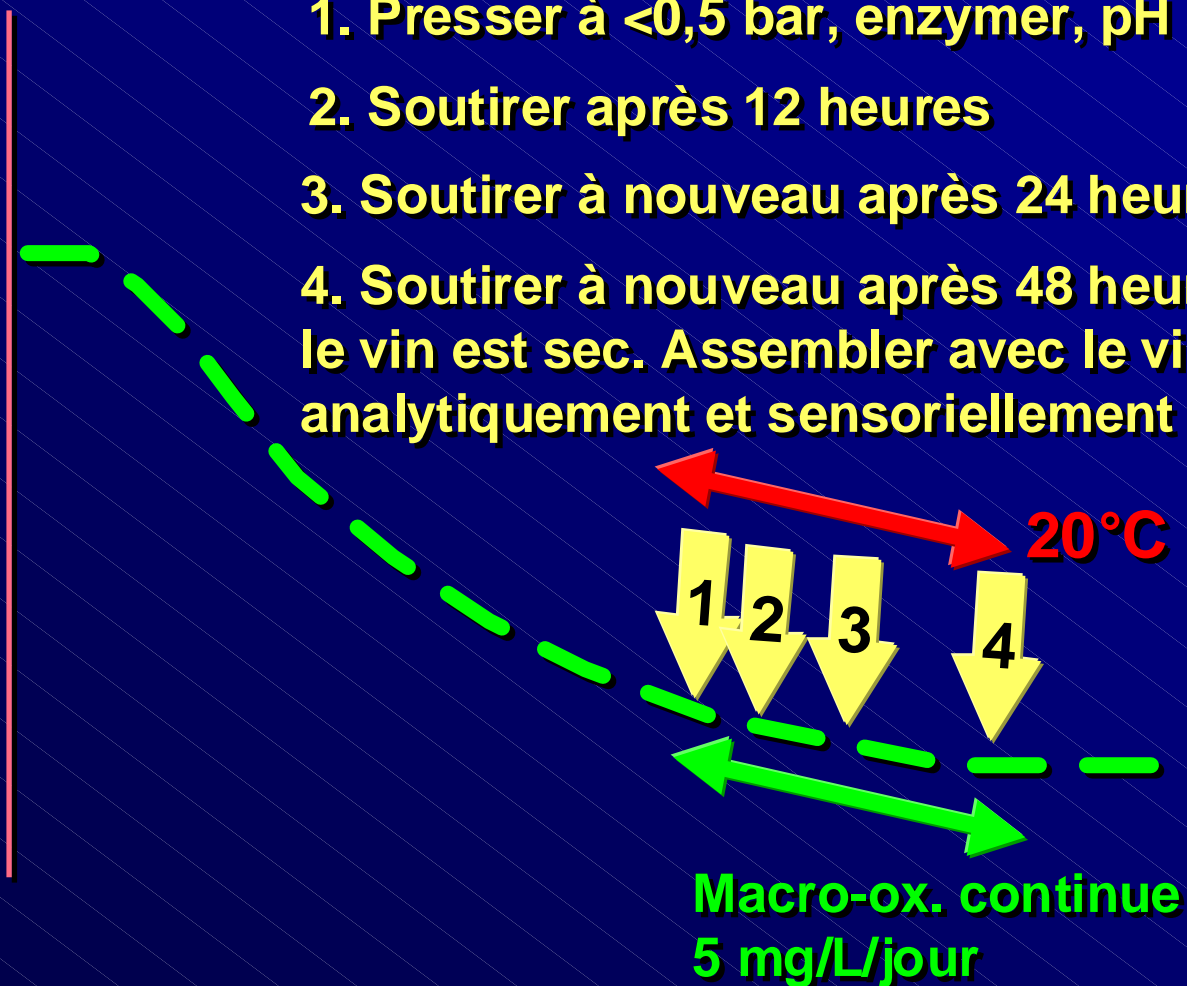 1. Presser à <0,5 bar, enzymer, pH
2. Soutirer après 12 heures
3. Soutirer à nouveau après 24
4. Soutirer à nouveau après 48
le vin est sec. Assembler avec le
analytiquement et sensoriellement
20°C
1 2 3 4
Macro-ox. continue
5 mg/L/jour